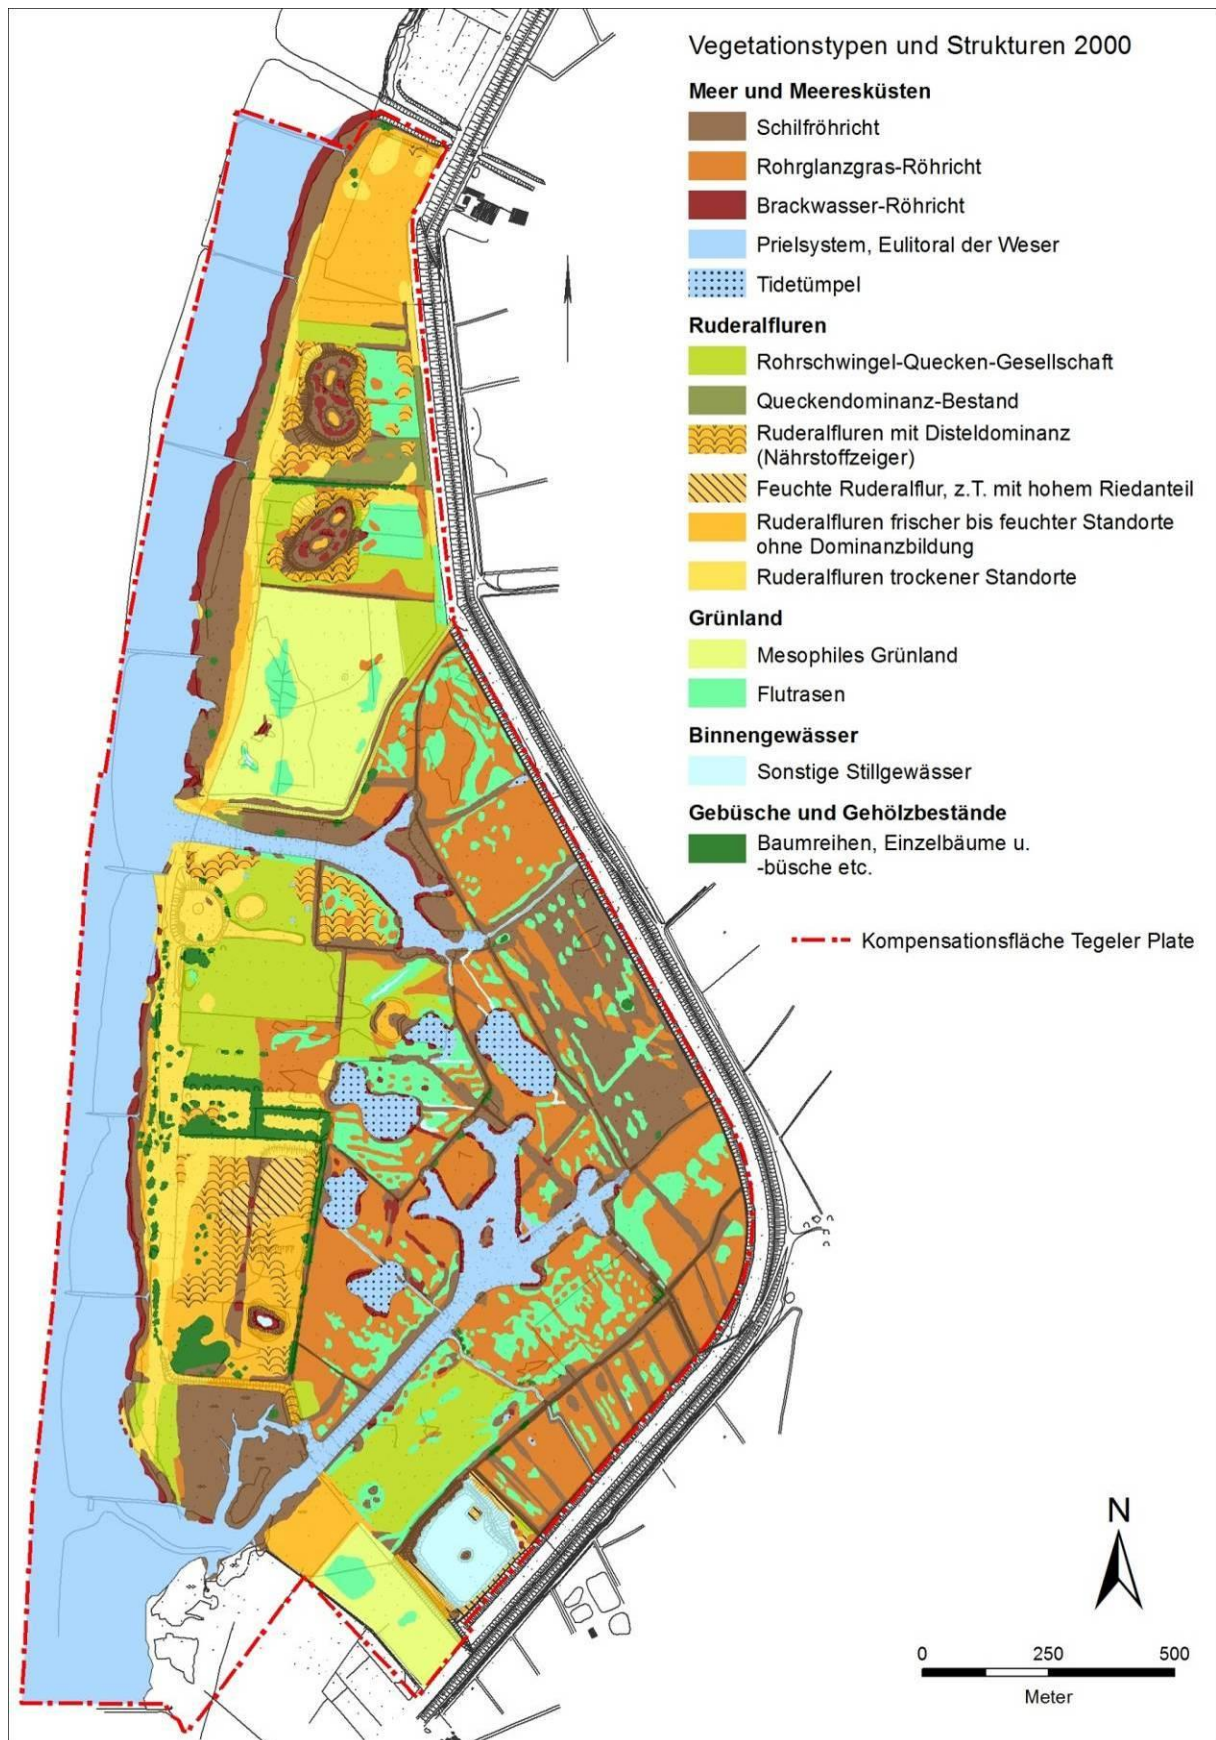 Vegetationstypen und Strukturen 2000
Meer und Meeresküsten
Schilfröhricht
Rohrglanzgras-Röhricht
Brackwasser-Röhricht
Prielsystem, Eulitoral der Weser
Tidetümpel
Ruderalfluren
Rohrschwingel-Quecken-Gesellschaft
Queckendominanz-Bestand
Ruderalfluren mit Disteldominanz
(Nährstoffzeiger)
Feuchte Ruderalflur, z.T. mit hohem Riedanteil
Ruderalfluren frischer bis feuchter Standorte
ohne Dominanzbildung
Ruderalfluren trockener Standorte
Grünland
Mesophiles Grünland
Flutrasen
Binnengewässer
Sonstige Stillgewässer
Gebüsche und Gehölzbestände
Baumreihen, Einzelbäume u.
-büsche etc.
Kompensationsfläche Tegeler Plate
N
0 250 500
Meter